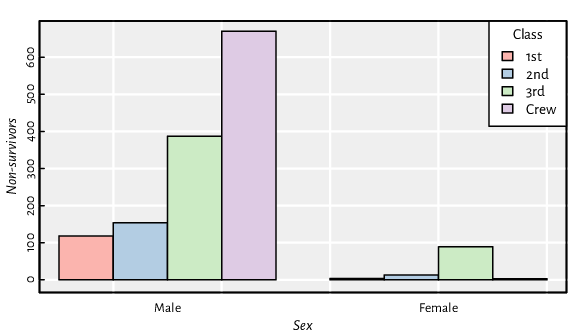 Class
1st
2nd
3rd
Crew
600
500
400
300
200
100
0
Non-survivors
Male Female
Sex